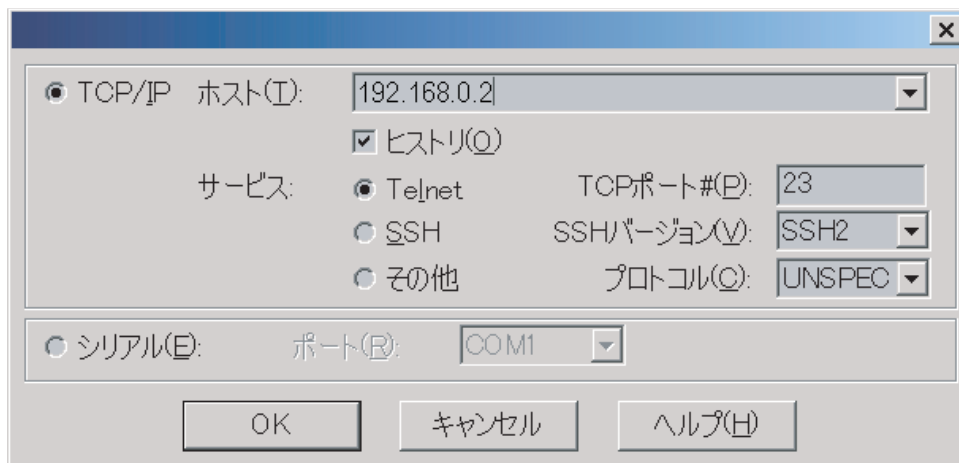 TCP/IP ホスト(T): 192.168.0.2
ヒストリ(O)
サービス: Telnet TCPポート#(P): 23
SSH SSHバージョン(V): SSH2
その他 プロトコル(C): UNSPEC
シリアル(E): ポート(R): COM1
OK キャンセル ヘルプ(H)